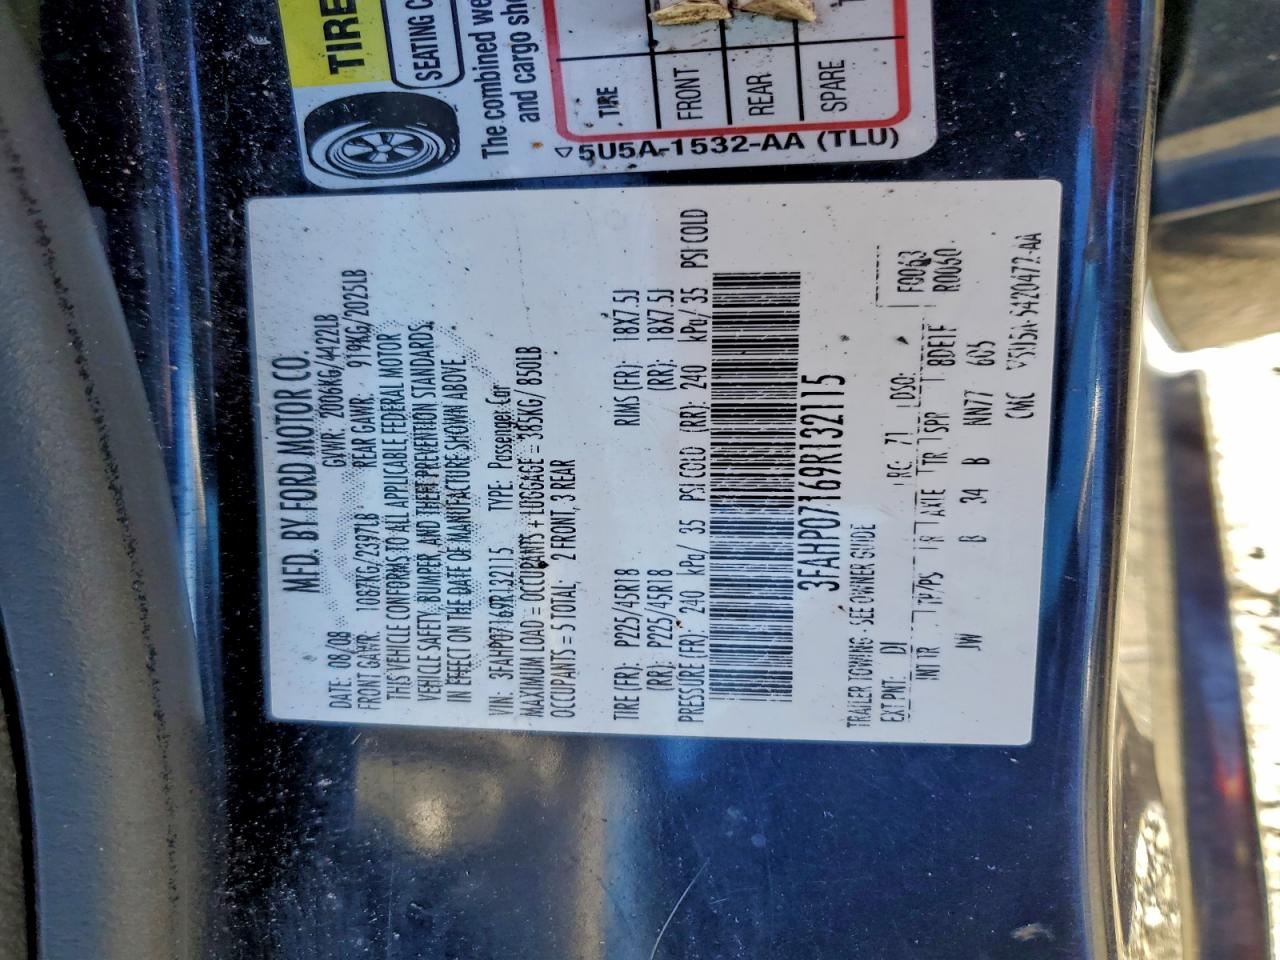 TIRE
SEATING C
The combined we
and cargo sho
TIRE
FRONT
REAR
SPARE
5U5A-1532-AA (TLU)
MFD. BY FORD MOTOR CO.
DATE: 08/08 GVWR: 2006KG/4422LB
FRONT GAWR: 1087KG/2397LB REAR GAWR: 919KG/2025LB
THIS VEHICLE CONFORMS TO ALL APPLICABLE FEDERAL MOTOR
VEHICLE SAFETY, BUMPER, AND THEFT PREVENTION STANDARDS
IN EFFECT ON THE DATE OF MANUFACTURE SHOWN ABOVE.
VIN: 3FAHP07169R132115 TYPE: Passenger Car
MAXIMUM LOAD = OCCUPANTS + LUGGAGE = 385KG/ 850LB
OCCUPANTS = 5 TOTAL; 2 FRONT, 3 REAR
TIRE (FR): P225/45R18 RIMS (FR): 18X7.5J
(RR): P225/45R18 (RR): 18X7.5J
PRESSURE (FR): 240 kPa/ 35 PSI COLD (RR): 240 kPa/ 35 PSI COLD
3FAHP07169R132115
TRAILER TOWING - SEE OWNER GUIDE
EXT PNT: DI RC: 71 DSO: F0063
INT TR TP/PS R AXLE TR SPR BDE1F R0060
JW B 34 B NN77 605
CMC